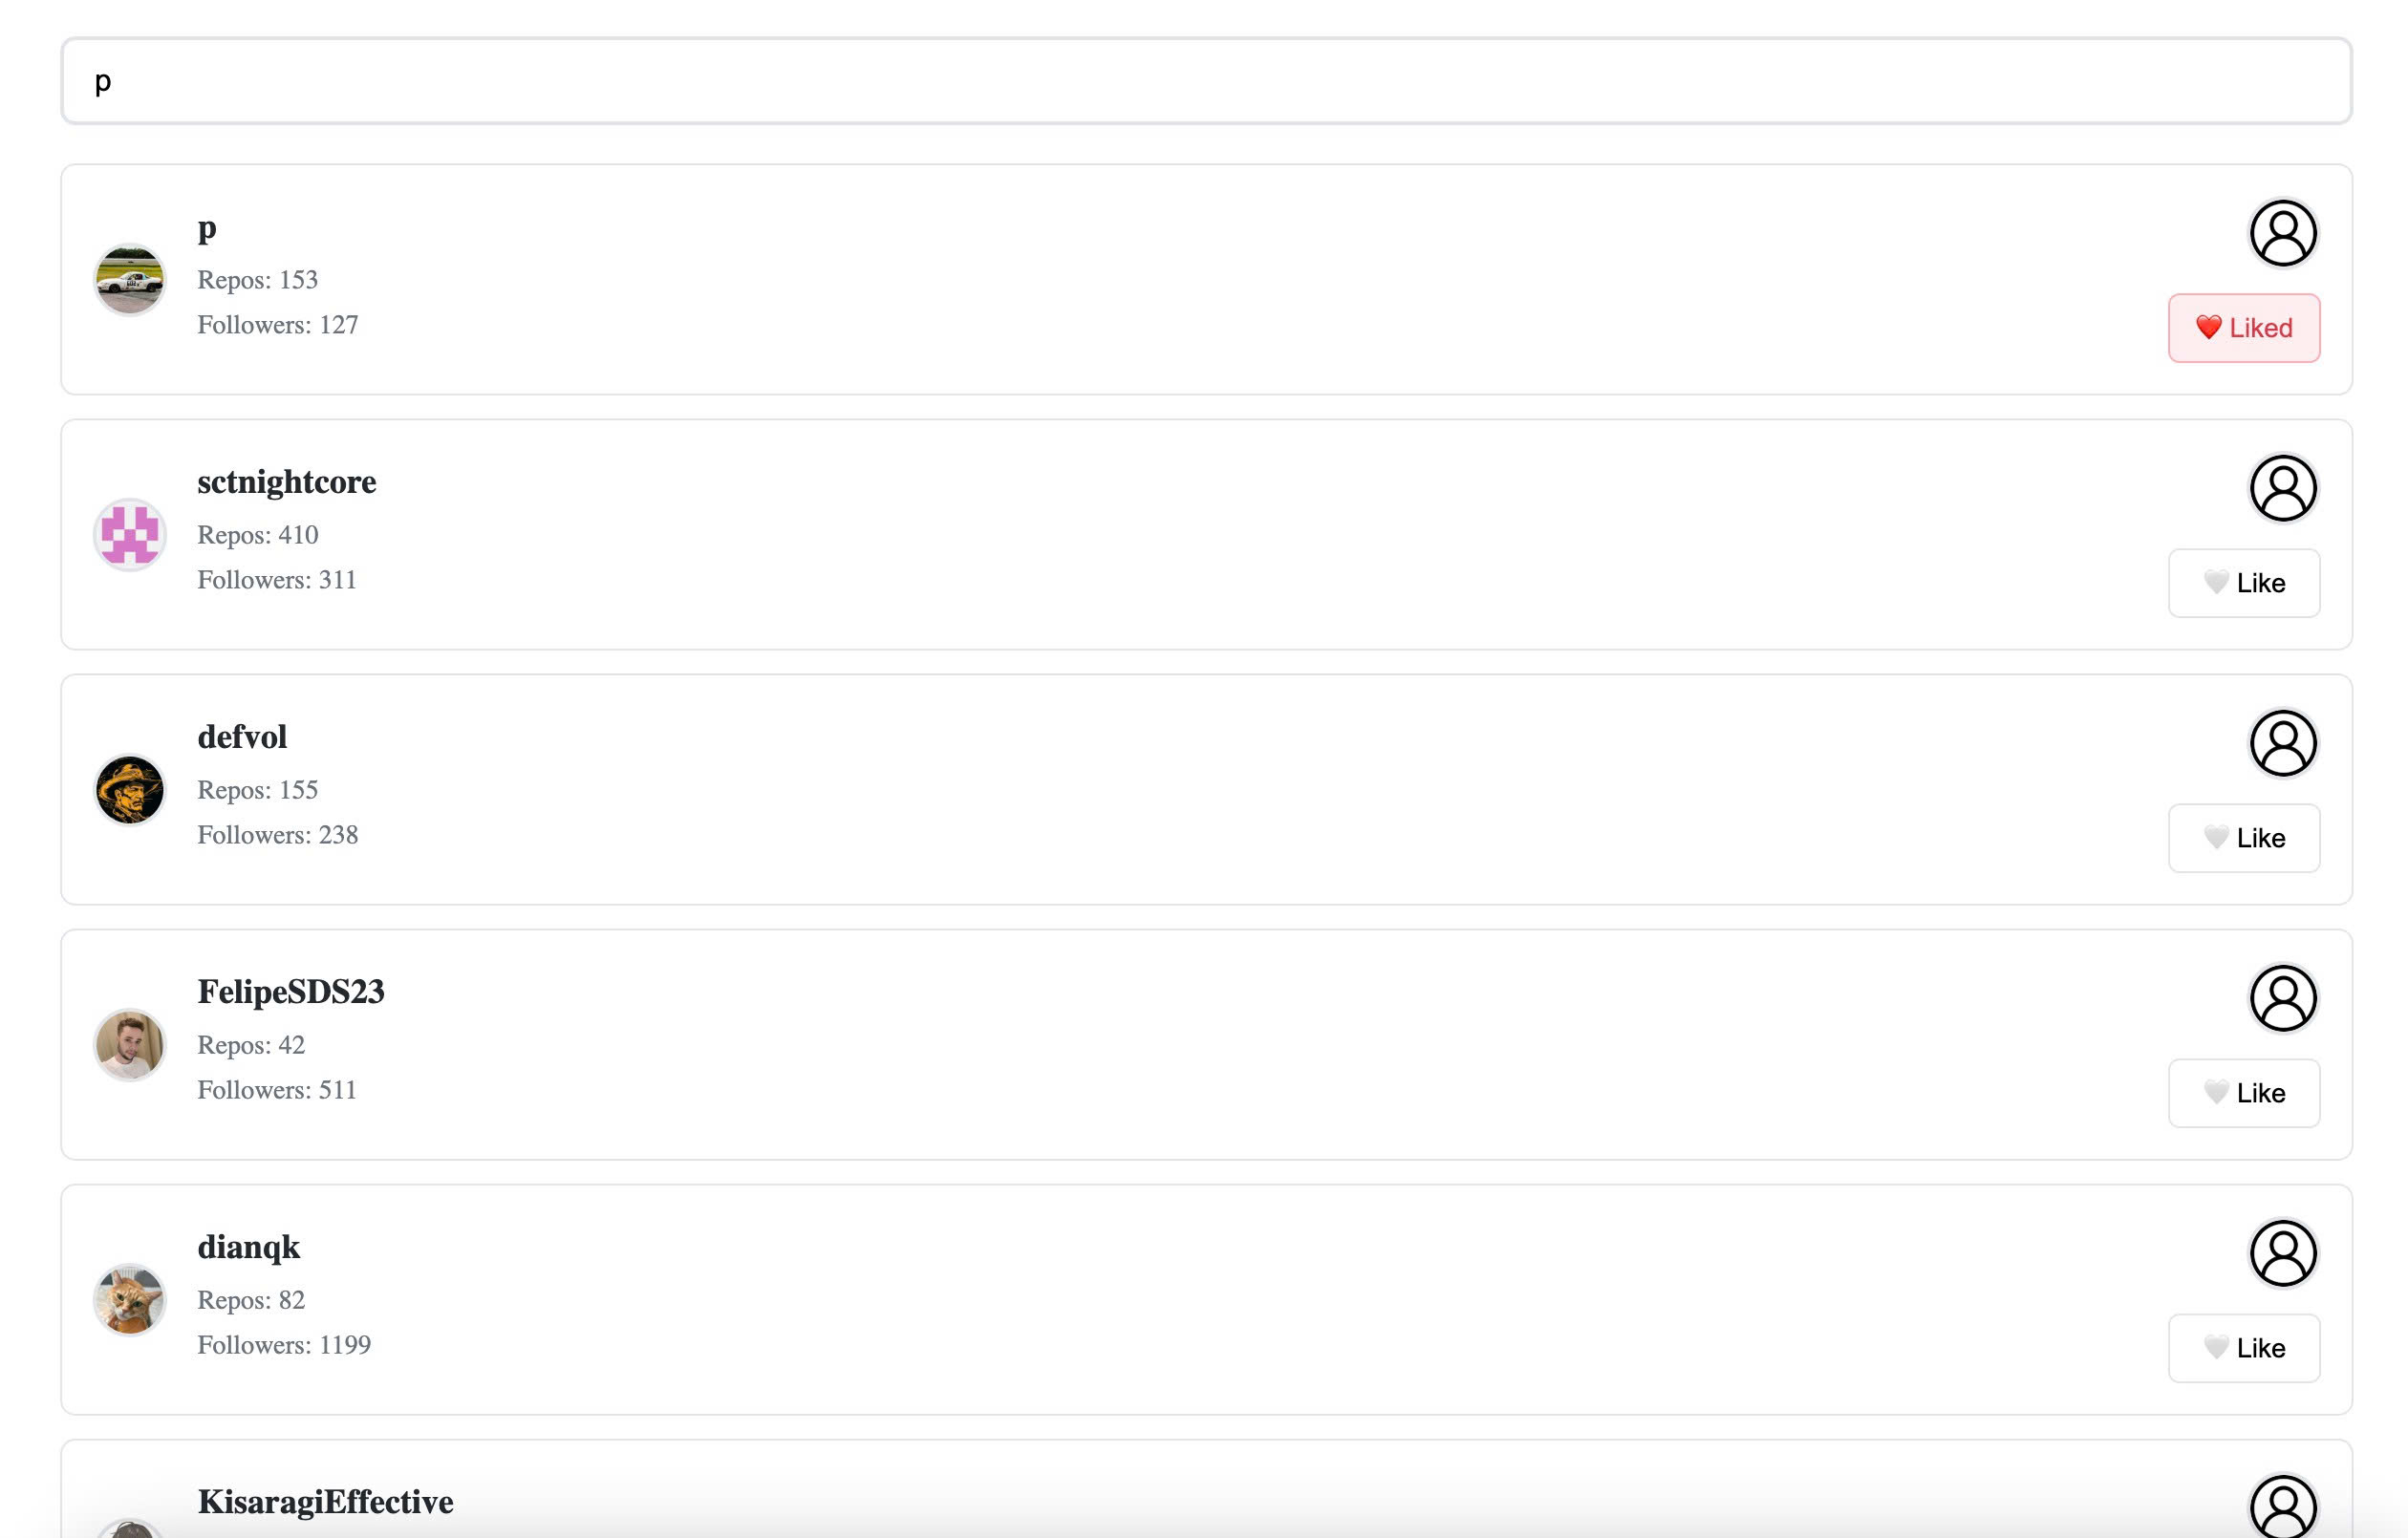 p
p
Repos: 153
Followers: 127
❤️ Liked
sctnightcore
Repos: 410
Followers: 311
🤍 Like
defvol
Repos: 155
Followers: 238
🤍 Like
FelipeSDS23
Repos: 42
Followers: 511
🤍 Like
dianqk
Repos: 82
Followers: 1199
🤍 Like
KisaragiEffective